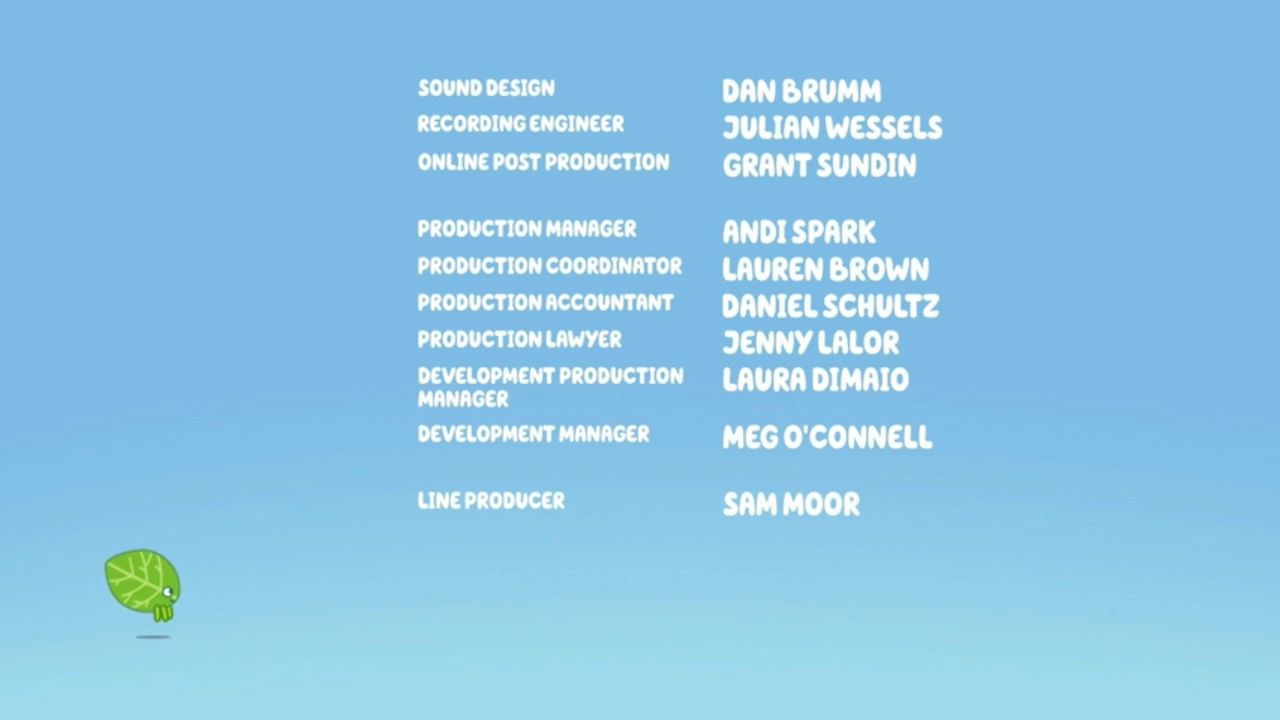 SOUND DESIGN DAN BRUMM
RECORDING ENGINEER JULIAN WESSELS
ONLINE POST PRODUCTION GRANT SUNDIN
PRODUCTION MANAGER ANDI SPARK
PRODUCTION COORDINATOR LAUREN BROWN
PRODUCTION ACCOUNTANT DANIEL SCHULTZ
PRODUCTION LAWYER JENNY LALOR
DEVELOPMENT PRODUCTION LAURA DIMAIO
MANAGER
DEVELOPMENT MANAGER MEG O'CONNELL
LINE PRODUCER SAM MOOR